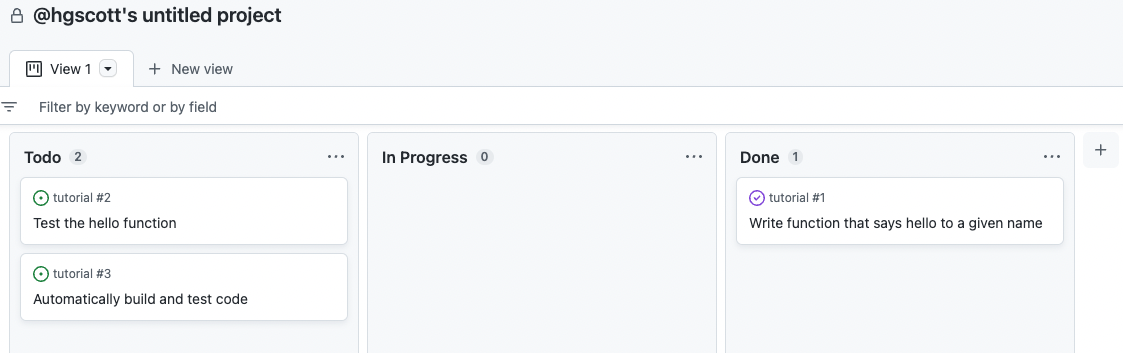 @hgscott's untitled project
View 1
New view
Filter by keyword or by field
Todo 2
tutorial #2
Test the hello function
tutorial #3
Automatically build and test code
In Progress 0
Done 1
tutorial #1
Write function that says hello to a given name